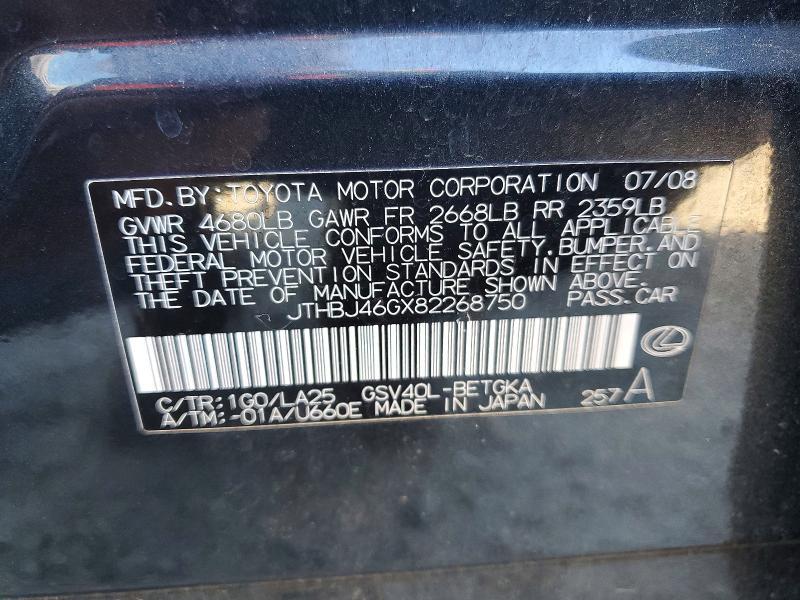 MFD. BY: TOYOTA MOTOR CORPORATION 07/08
GVWR 4680LB GAWR FR 2668LB RR 2359LB
THIS VEHICLE CONFORMS TO ALL APPLICABLE
FEDERAL MOTOR VEHICLE SAFETY, BUMPER, AND
THEFT PREVENTION STANDARDS IN EFFECT ON
THE DATE OF MANUFACTURE SHOWN ABOVE.
JTHBJ46GX82268750 PASS. CAR
C/TR: 1G0/LA25 GSV40L-BETGKA 257A
A/TM: -01A/U660E MADE IN JAPAN